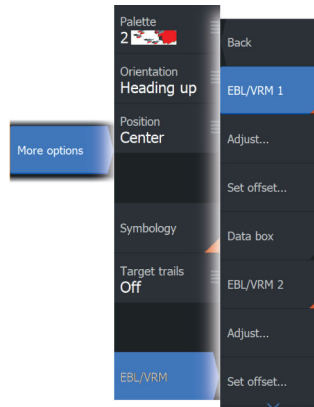 More options
Palette
2
Orientation
Heading up
Position
Center
Symbology
Target trails
Off
EBL/VRM
Back
EBL/VRM 1
Adjust...
Set offset...
Data box
EBL/VRM 2
Adjust...
Set offset...